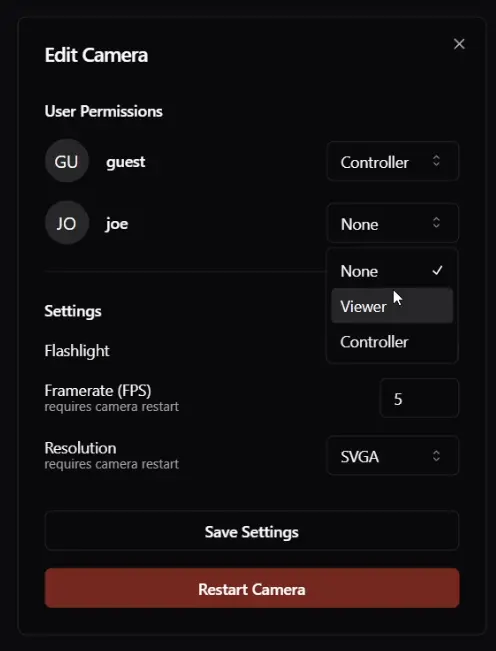 Edit Camera
User Permissions
GU guest Controller
JO joe None
None
Viewer
Controller
Settings
Flashlight
Framerate (FPS)
requires camera restart
5
Resolution
requires camera restart
SVGA
Save Settings
Restart Camera